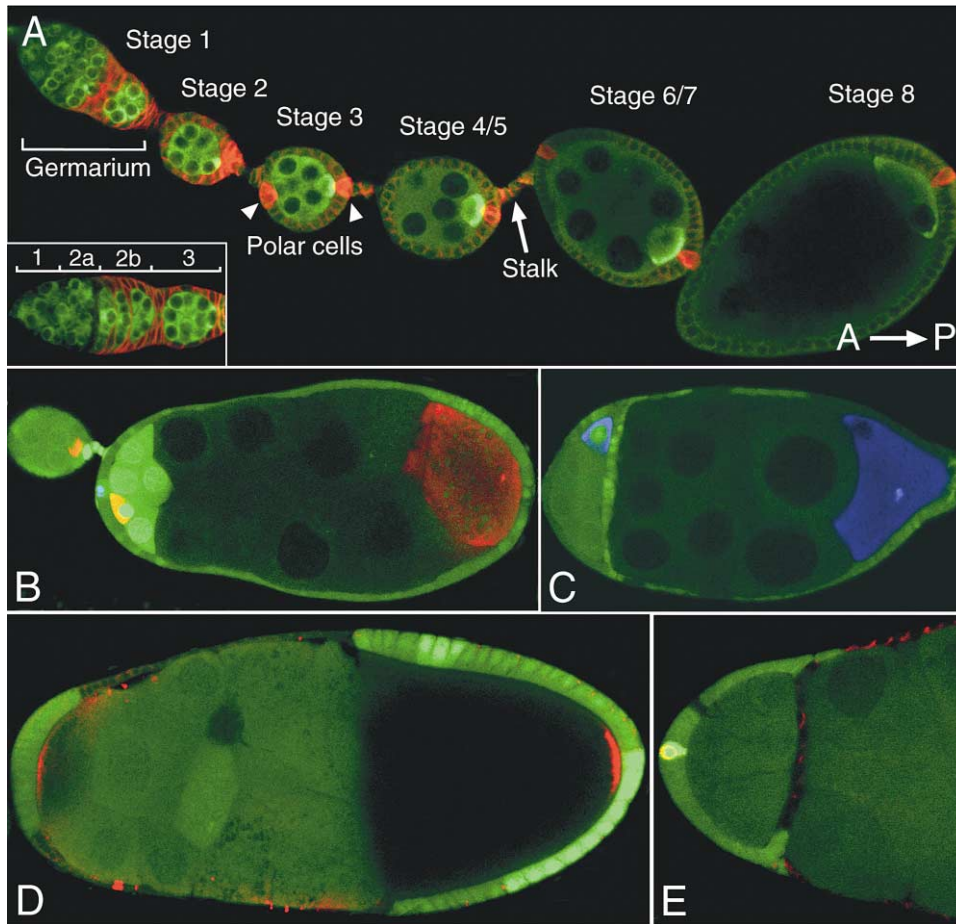 A
Stage 1
Stage 2
Stage 3
Stage 4/5
Stage 6/7
Stage 8
Germarium
Polar cells
Stalk
1 2a 2b 3
A P
B
C
D
E